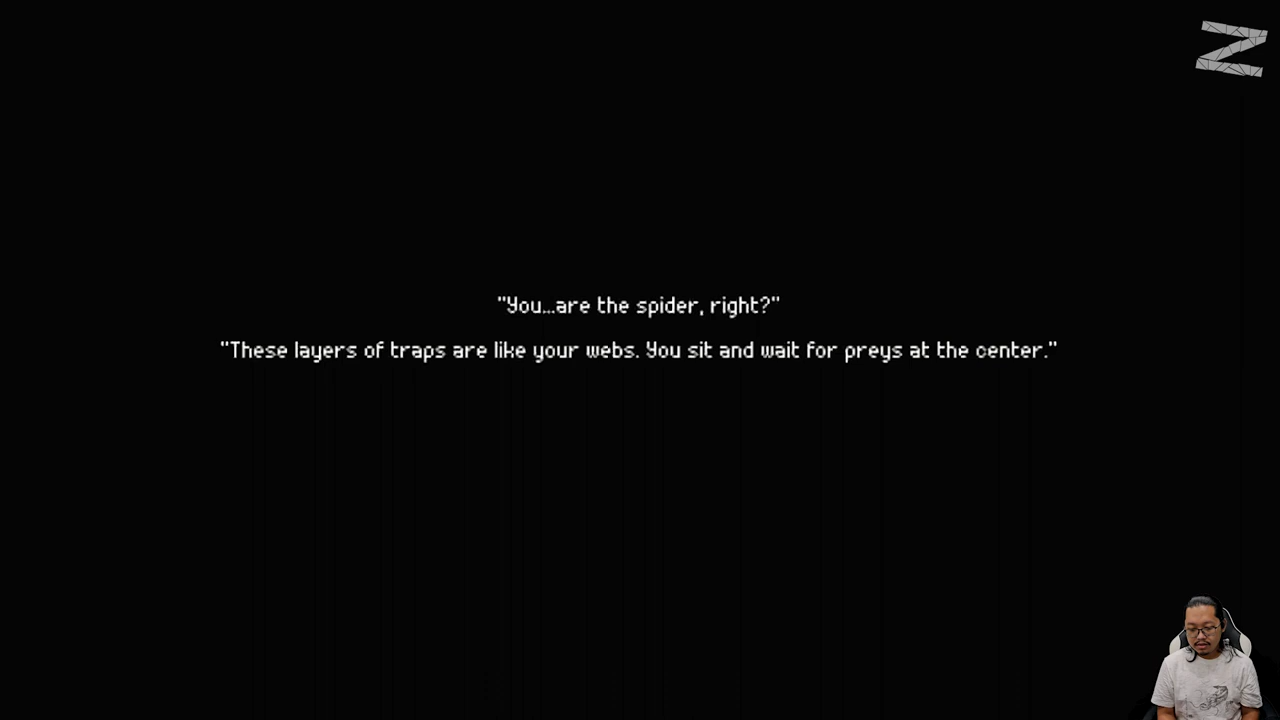 Z
"You...are the spider, right?"
"These layers of traps are like your webs. You sit and wait for preys at the center."